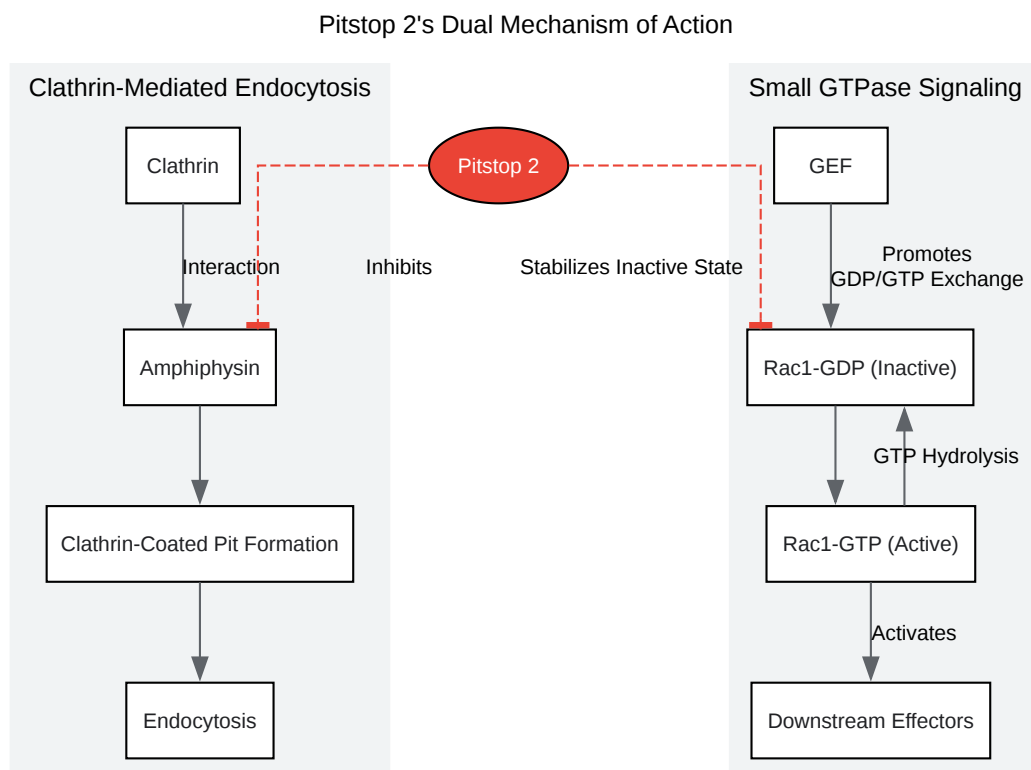 Pitstop 2's Dual Mechanism of Action
Clathrin-Mediated Endocytosis
Small GTPase Signaling
Clathrin
Pitstop 2
GEF
Interaction
Inhibits
Stabilizes Inactive State
Promotes
GDP/GTP Exchange
Amphiphysin
Rac1-GDP (Inactive)
GTP Hydrolysis
Clathrin-Coated Pit Formation
Rac1-GTP (Active)
Activates
Endocytosis
Downstream Effectors